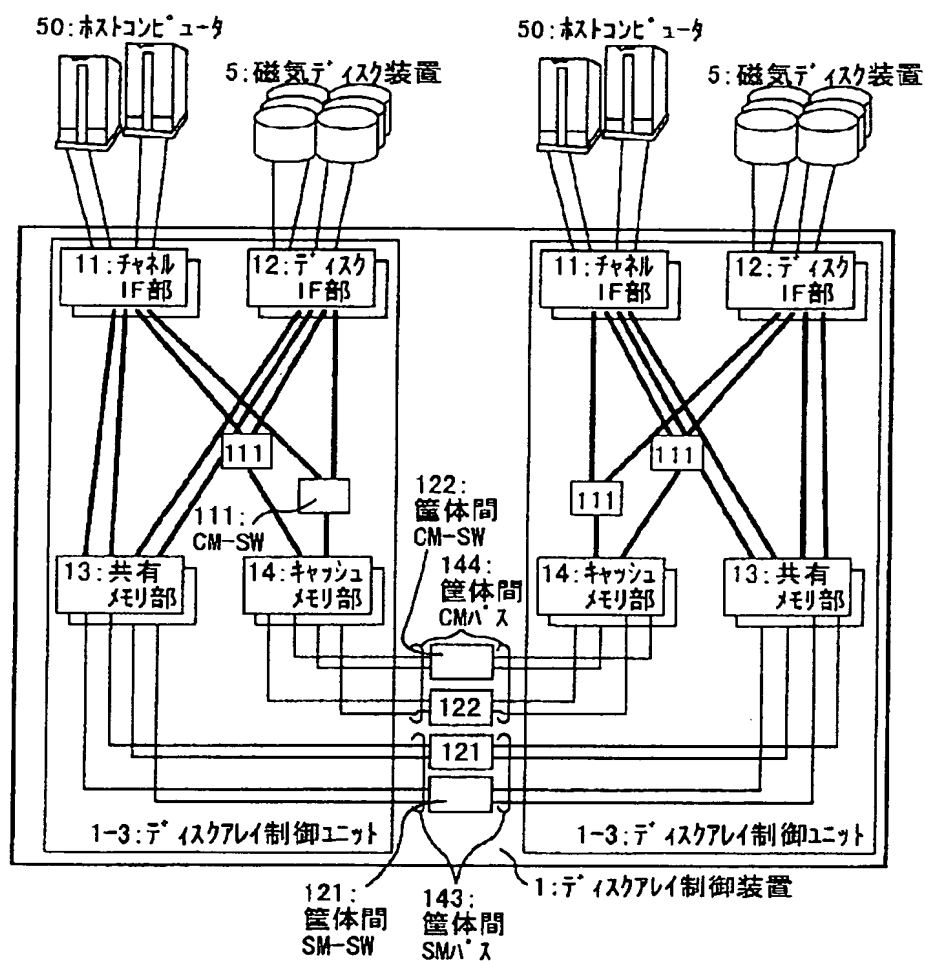 50:ホストコンピュータ
5:磁気ディスク装置
50:ホストコンピュータ
5:磁気ディスク装置
11:チャネル
IF部
12:ディスク
IF部
11:チャネル
IF部
12:ディスク
IF部
111
111
111
111:
CM-SW
122:
筐体間
CM-SW
144:
筐体間
CMパス
13:共有
メモリ部
14:キャッシュ
メモリ部
14:キャッシュ
メモリ部
13:共有
メモリ部
122
121
1-3:ディスクアレイ制御ユニット
1-3:ディスクアレイ制御ユニット
1:ディスクアレイ制御装置
121:
筐体間
SM-SW
143:
筐体間
SMパス